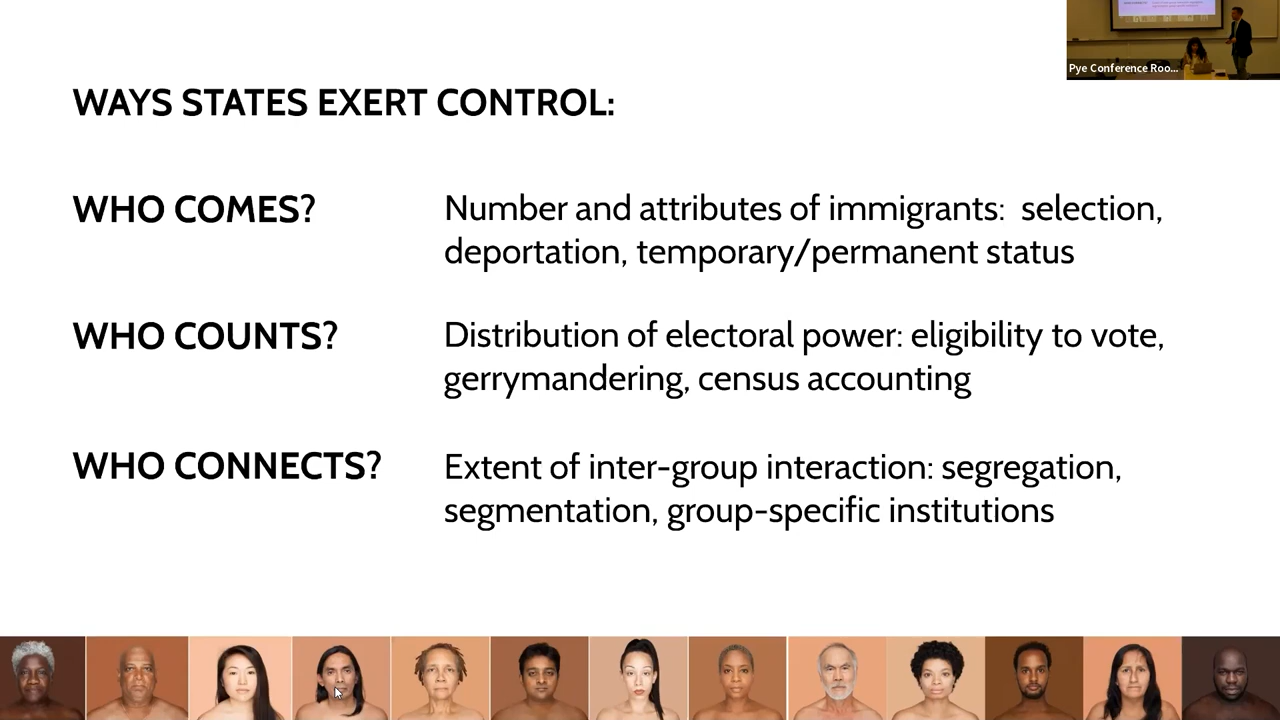 Pye Conference Roo...
WAYS STATES EXERT CONTROL:
WHO COMES?
Number and attributes of immigrants: selection,
deportation, temporary/permanent status
WHO COUNTS?
Distribution of electoral power: eligibility to vote,
gerrymandering, census accounting
WHO CONNECTS?
Extent of inter-group interaction: segregation,
segmentation, group-specific institutions